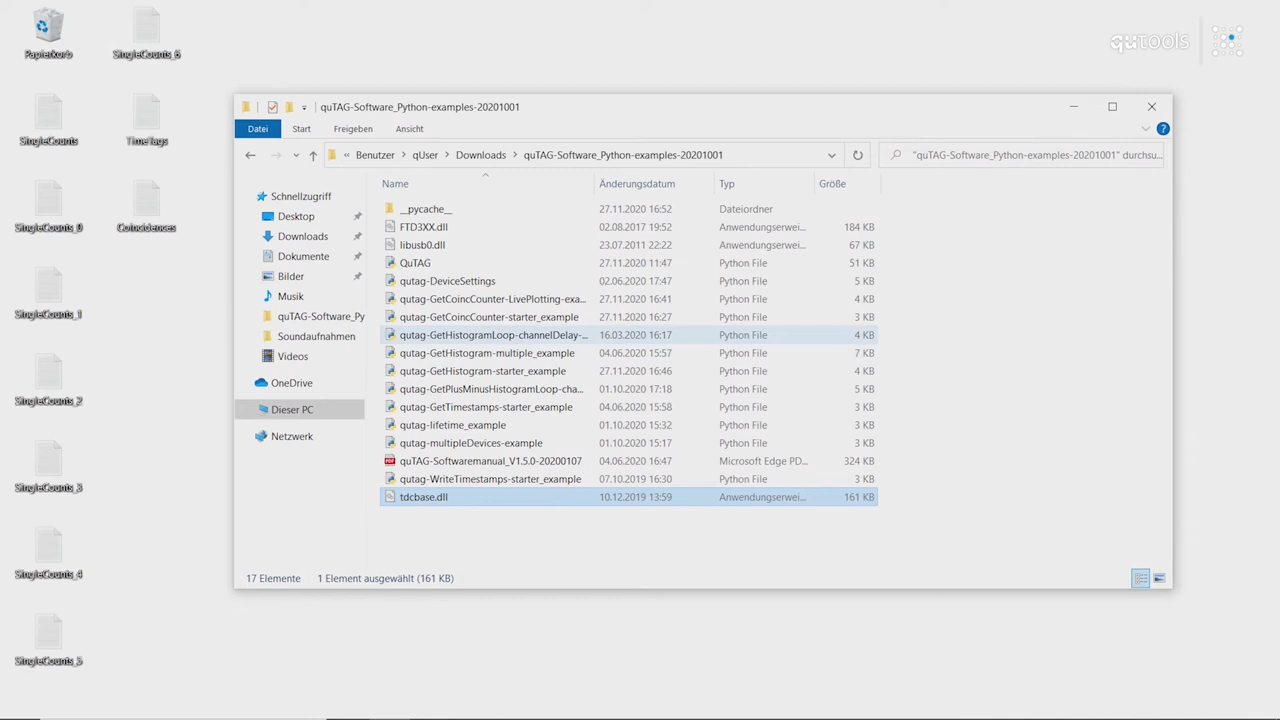 Papierkorb
SingleCounts_6
SingleCounts
TimeTags
SingleCounts_0
Coincidences
SingleCounts_1
SingleCounts_2
SingleCounts_3
SingleCounts_4
SingleCounts_5
qutools
quTAG-Software_Python-examples-20201001
Datei Start Freigeben Ansicht
« Benutzer > qUser > Downloads > quTAG-Software_Python-examples-20201001
"quTAG-Software_Python-examples-20201001" durchsu...
Schnellzugriff
Desktop
Downloads
Dokumente
Bilder
Musik
quTAG-Software_Py
Soundaufnahmen
Videos
OneDrive
Dieser PC
Netzwerk
Name Änderungsdatum Typ Größe
__pycache__ 27.11.2020 16:52 Dateiordner
FTD3XX.dll 02.08.2017 19:52 Anwendungserwei... 184 KB
libusb0.dll 23.07.2011 22:22 Anwendungserwei... 67 KB
QuTAG 27.11.2020 11:47 Python File 51 KB
qutag-DeviceSettings 02.06.2020 17:47 Python File 5 KB
qutag-GetCoincCounter-LivePlotting-exa... 27.11.2020 16:41 Python File 4 KB
qutag-GetCoincCounter-starter_example 27.11.2020 16:27 Python File 3 KB
qutag-GetHistogramLoop-channelDelay-... 16.03.2020 16:17 Python File 4 KB
qutag-GetHistogram-multiple_example 04.06.2020 15:57 Python File 7 KB
qutag-GetHistogram-starter_example 27.11.2020 16:46 Python File 4 KB
qutag-GetPlusMinusHistogramLoop-cha... 01.10.2020 17:18 Python File 5 KB
qutag-GetTimestamps-starter_example 04.06.2020 15:58 Python File 3 KB
qutag-lifetime_example 01.10.2020 15:32 Python File 3 KB
qutag-multipleDevices-example 01.10.2020 15:17 Python File 3 KB
quTAG-Softwaremanual_V1.5.0-20200107 04.06.2020 16:47 Microsoft Edge PD... 324 KB
qutag-WriteTimestamps-starter_example 07.10.2019 16:30 Python File 3 KB
tdcbase.dll 10.12.2019 13:59 Anwendungserwei... 161 KB
17 Elemente 1 Element ausgewählt (161 KB)